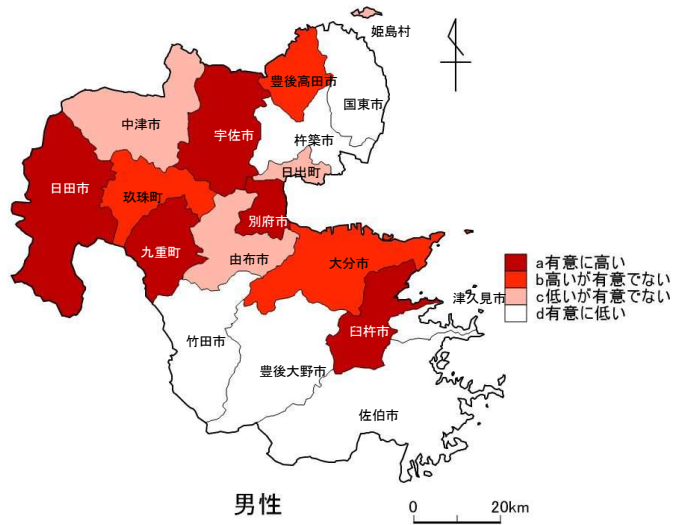 姫島村
豊後高田市
国東市
中津市
宇佐市
杵築市
日出町
日田市
玖珠町
別府市
九重町
由布市
大分市
a有意に高い
b高いが有意でない
c低いが有意でない
d有意に低い
津久見市
臼杵市
竹田市
豊後大野市
佐伯市
男性
0 20km